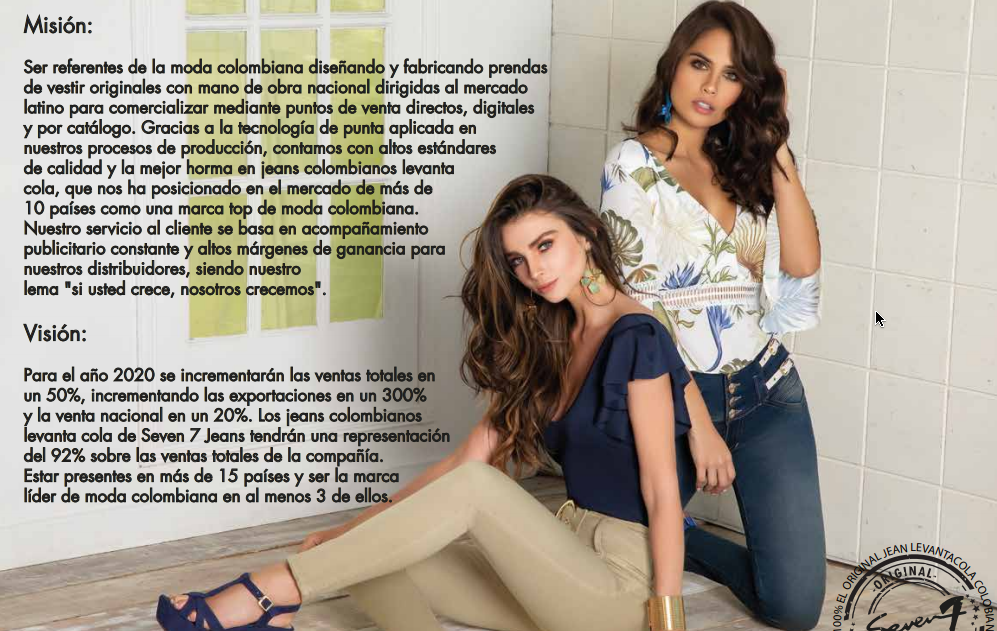 Misión:
Ser referentes de la moda colombiana diseñando y fabricando prendas
de vestir originales con mano de obra nacional dirigidas al mercado
latino para comercializar mediante puntos de venta directos, digitales
y por catálogo. Gracias a la tecnología de punta aplicada en
nuestros procesos de producción, contamos con altos estándares
de calidad y la mejor horma en jeans colombianos levanta
cola, que nos ha posicionado en el mercado de más de
10 países como una marca top de moda colombiana.
Nuestro servicio al cliente se basa en acompañamiento
publicitario constante y altos márgenes de ganancia para
nuestros distribuidores, siendo nuestro
lema "si usted crece, nosotros crecemos".
Visión:
Para el año 2020 se incrementarán las ventas totales en
un 50%, incrementando las exportaciones en un 300%
y la venta nacional en un 20%. Los jeans colombianos
levanta cola de Seven 7 Jeans tendrán una representación
del 92% sobre las ventas totales de la compañía.
Estar presentes en más de 15 países y ser la marca
líder de moda colombiana en al menos 3 de ellos.
100% EL ORIGINAL JEAN LEVANTACOLA COLOBIAN
-ORIGINAL-
Seven7